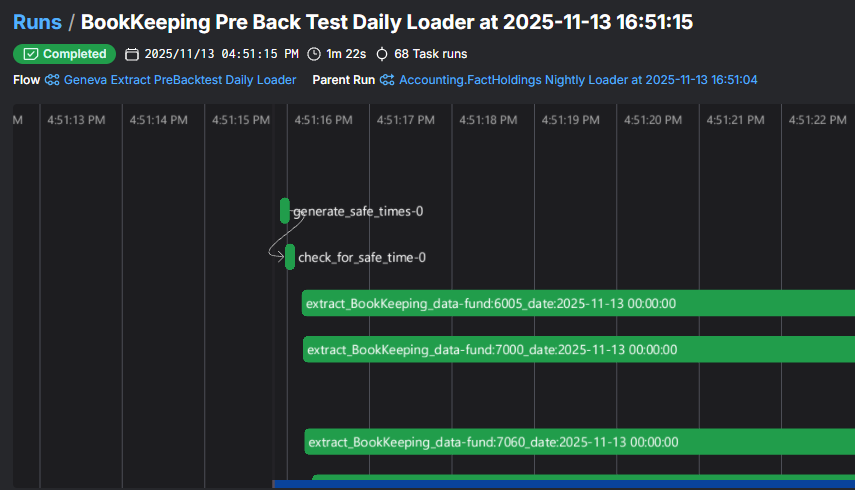 Runs / BookKeeping Pre Back Test Daily Loader at 2025-11-13 16:51:15
Completed 2025/11/13 04:51:15 PM 1m 22s 68 Task runs
Flow Geneva Extract PreBacktest Daily Loader Parent Run Accounting.FactHoldings Nightly Loader at 2025-11-13 16:51:04
M 4:51:13 PM 4:51:14 PM 4:51:15 PM 4:51:16 PM 4:51:17 PM 4:51:18 PM 4:51:19 PM 4:51:20 PM 4:51:21 PM 4:51:22 PM
generate_safe_times-0
check_for_safe_time-0
extract_BookKeeping_data-fund:6005_date:2025-11-13 00:00:00
extract_BookKeeping_data-fund:7000_date:2025-11-13 00:00:00
extract_BookKeeping_data-fund:7060_date:2025-11-13 00:00:00